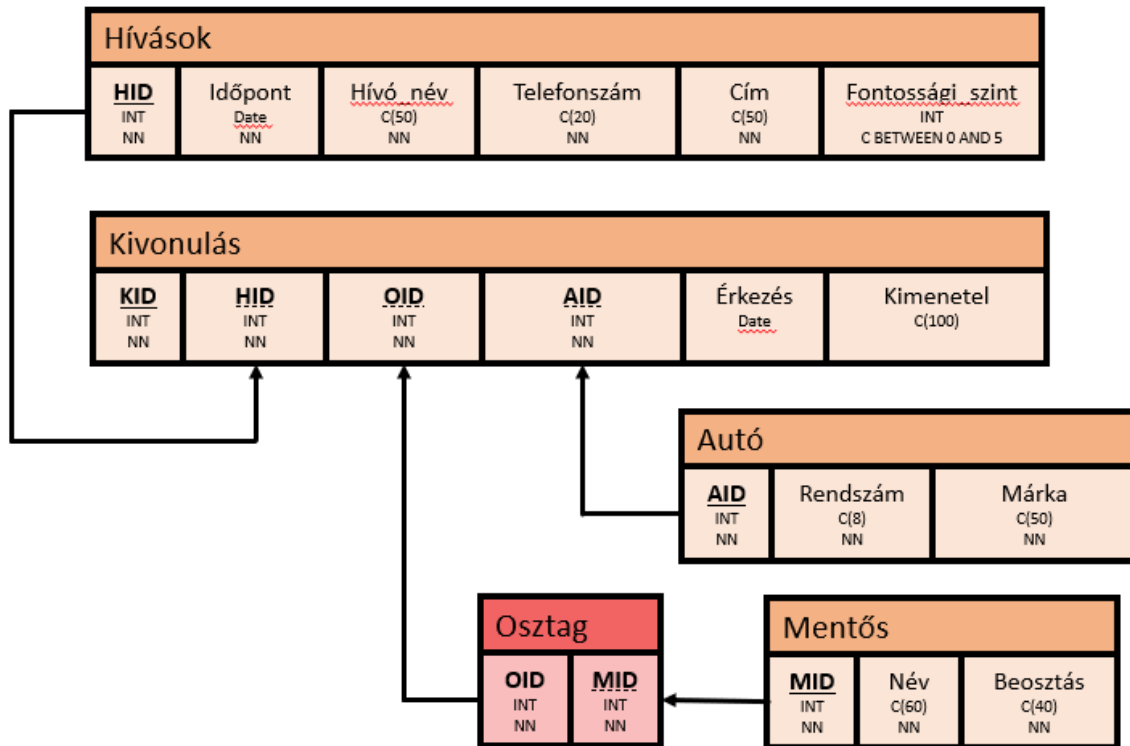 Hívások
HID Időpont Hívó_név Telefonszám Cím Fontossági_szint
INT Date C(50) C(20) C(50) INT
NN NN NN NN NN C BETWEEN 0 AND 5
Kivonulás
KID HID OID AID Érkezés Kimenetel
INT INT INT INT Date C(100)
NN NN NN NN
Autó
AID Rendszám Márka
INT C(8) C(50)
NN NN NN
Osztag
OID MID
INT INT
NN NN
Mentős
MID Név Beosztás
INT C(60) C(40)
NN NN NN